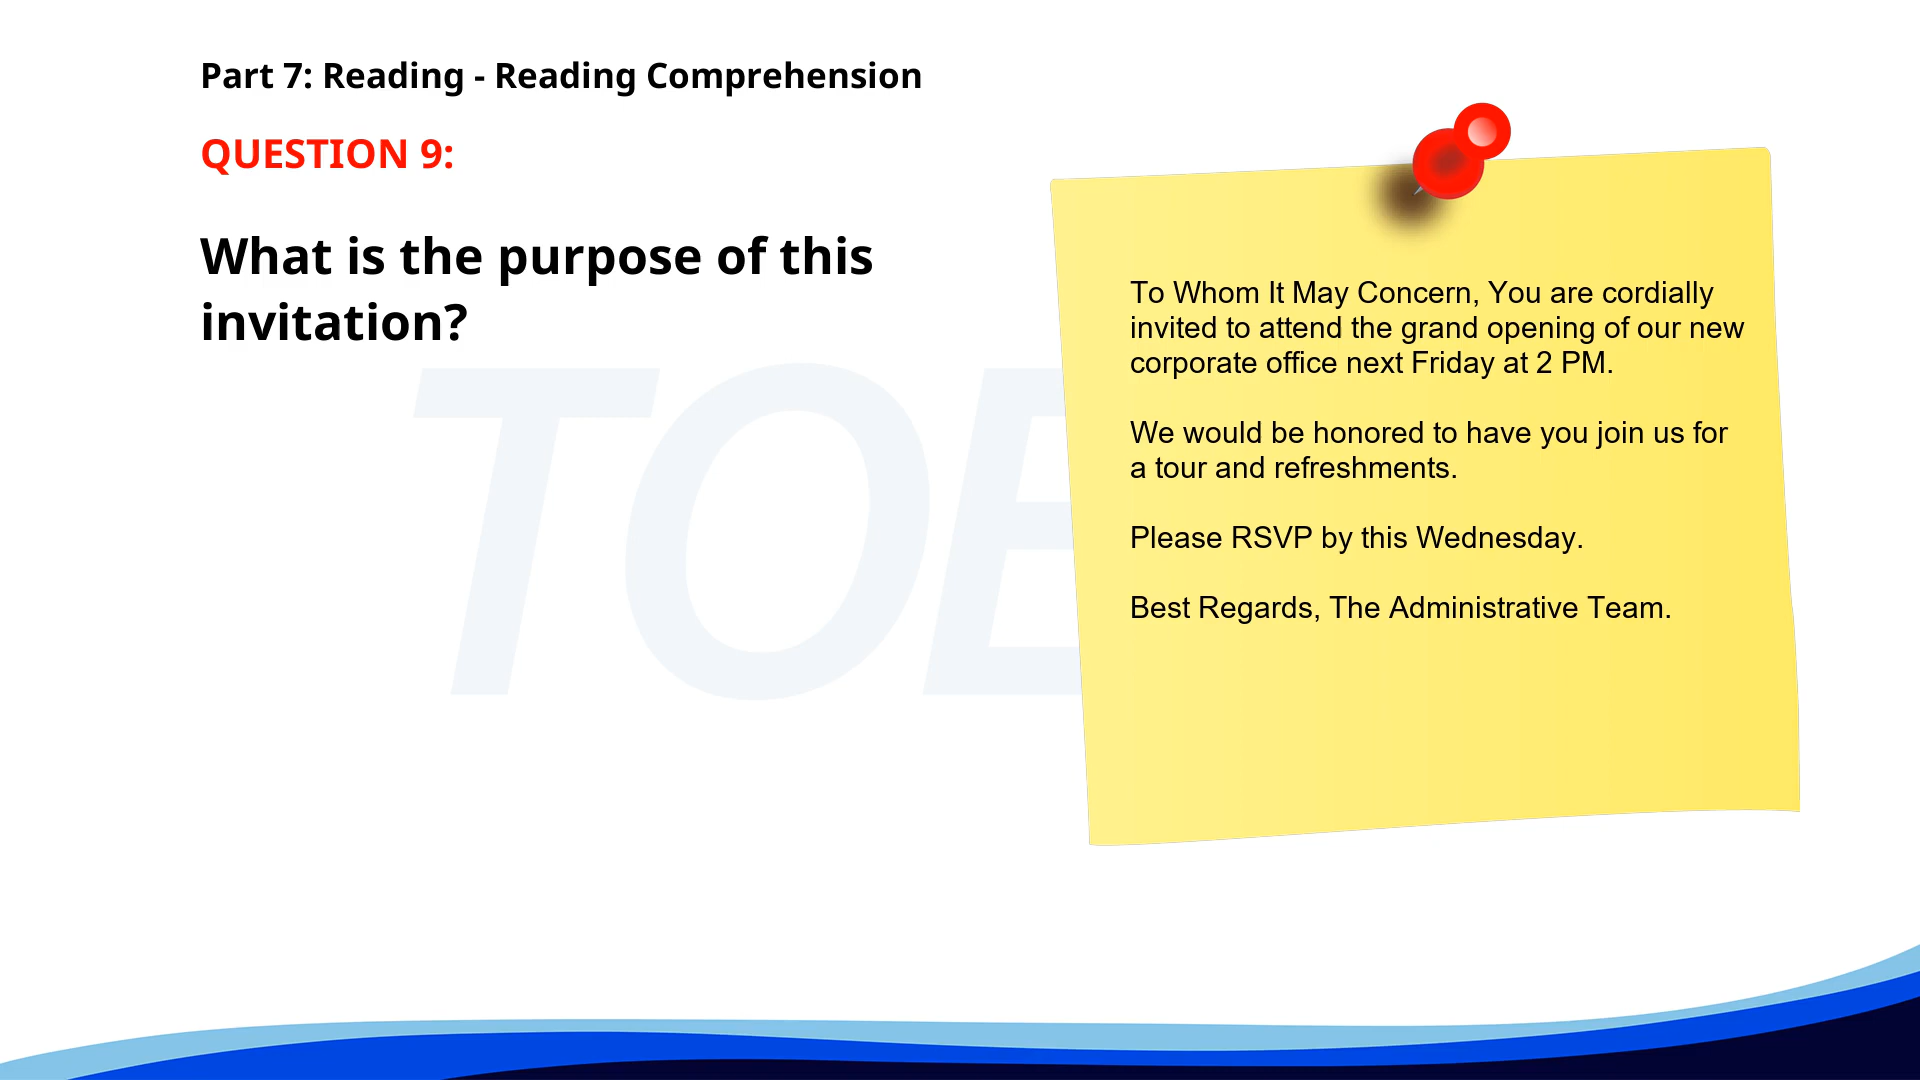 Part 7: Reading - Reading Comprehension
QUESTION 9:
What is the purpose of this
invitation?
To Whom It May Concern, You are cordially
invited to attend the grand opening of our new
corporate office next Friday at 2 PM.
We would be honored to have you join us for
a tour and refreshments.
Please RSVP by this Wednesday.
Best Regards, The Administrative Team.
TOE